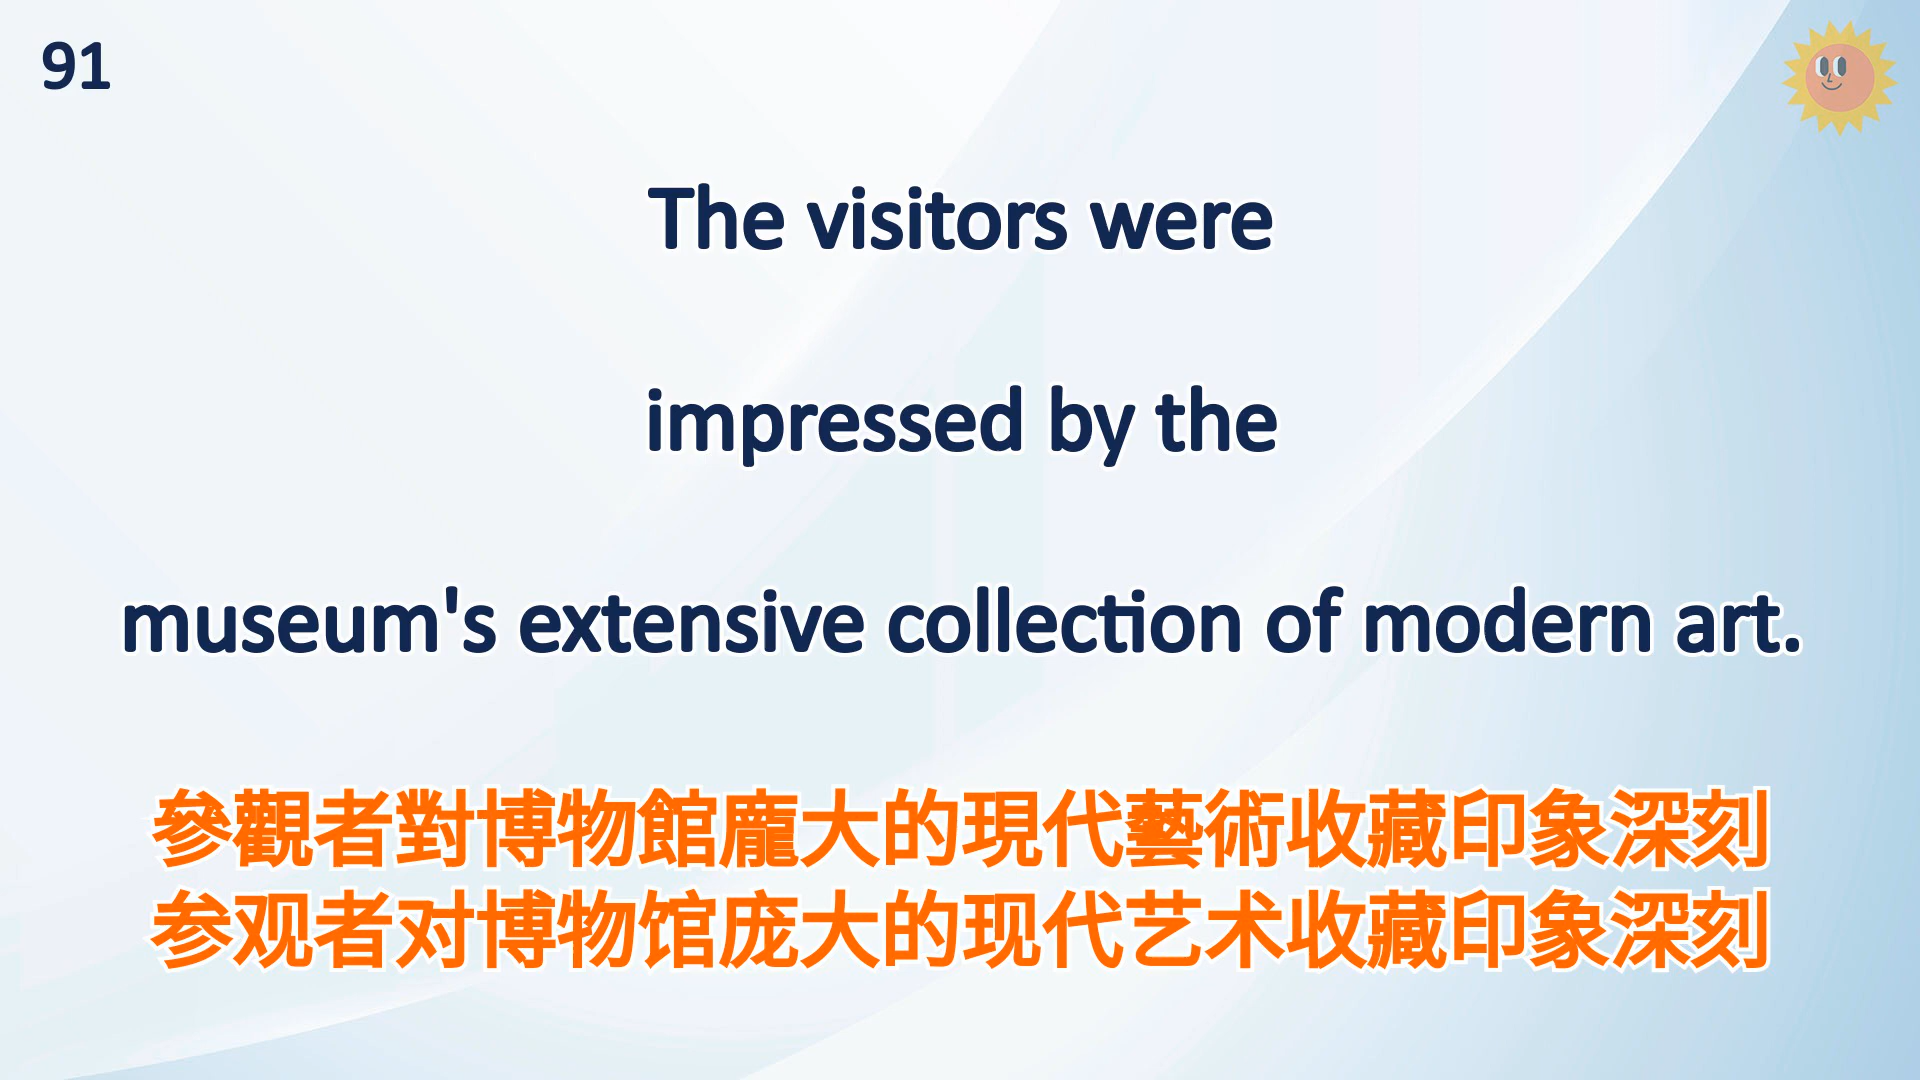 91
The visitors were
impressed by the
museum's extensive collection of modern art.
參觀者對博物館龐大的現代藝術收藏印象深刻
参观者对博物馆庞大的现代艺术收藏印象深刻